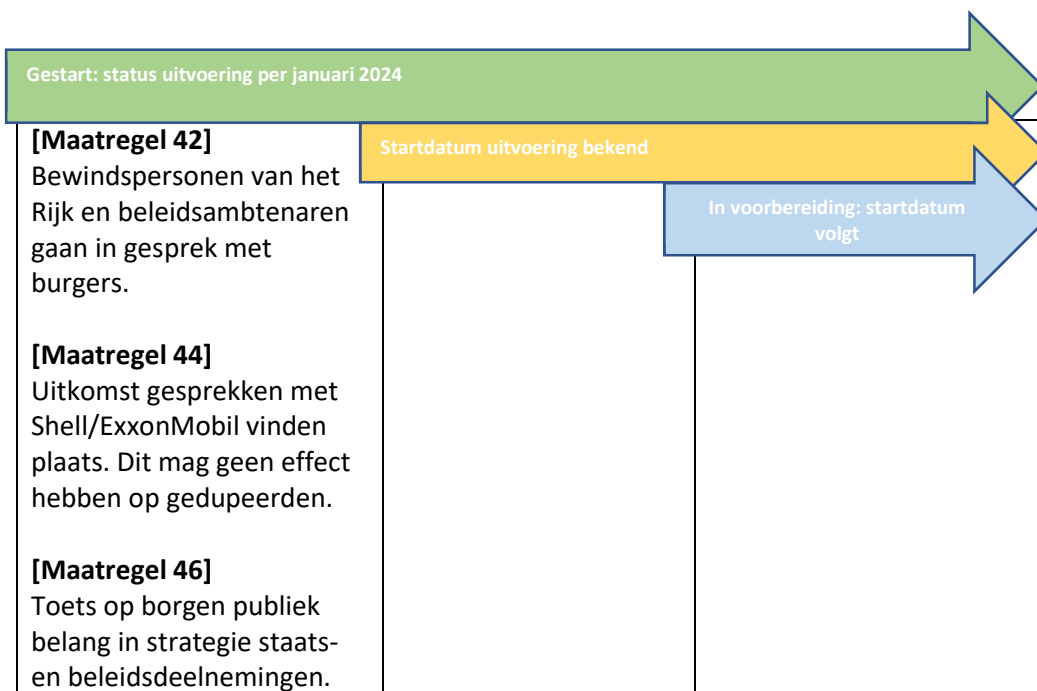 Gestart: status uitvoering per januari 2024
Startdatum uitvoering bekend
In voorbereiding: startdatum
volgt
[Maatregel 42]
Bewindspersonen van het
Rijk en beleidsambtenaren
gaan in gesprek met
burgers.
[Maatregel 44]
Uitkomst gesprekken met
Shell/ExxonMobil vinden
plaats. Dit mag geen effect
hebben op gedupeerden.
[Maatregel 46]
Toets op borgen publiek
belang in strategie staats-
en beleidsdeelnemingen.